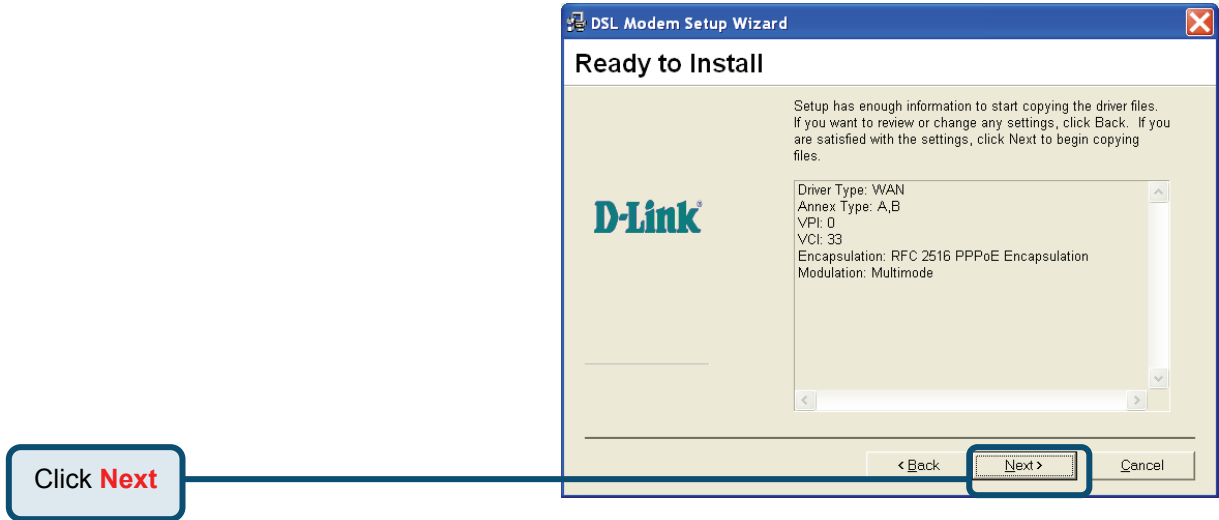 DSL Modem Setup Wizard
Ready to Install
Setup has enough information to start copying the driver files.
If you want to review or change any settings, click Back. If you
are satisfied with the settings, click Next to begin copying
files.
D-Link®
Driver Type: WAN
Annex Type: A,B
VPI: 0
VCI: 33
Encapsulation: RFC 2516 PPPoE Encapsulation
Modulation: Multimode
< Back
Next >
Cancel
Click Next